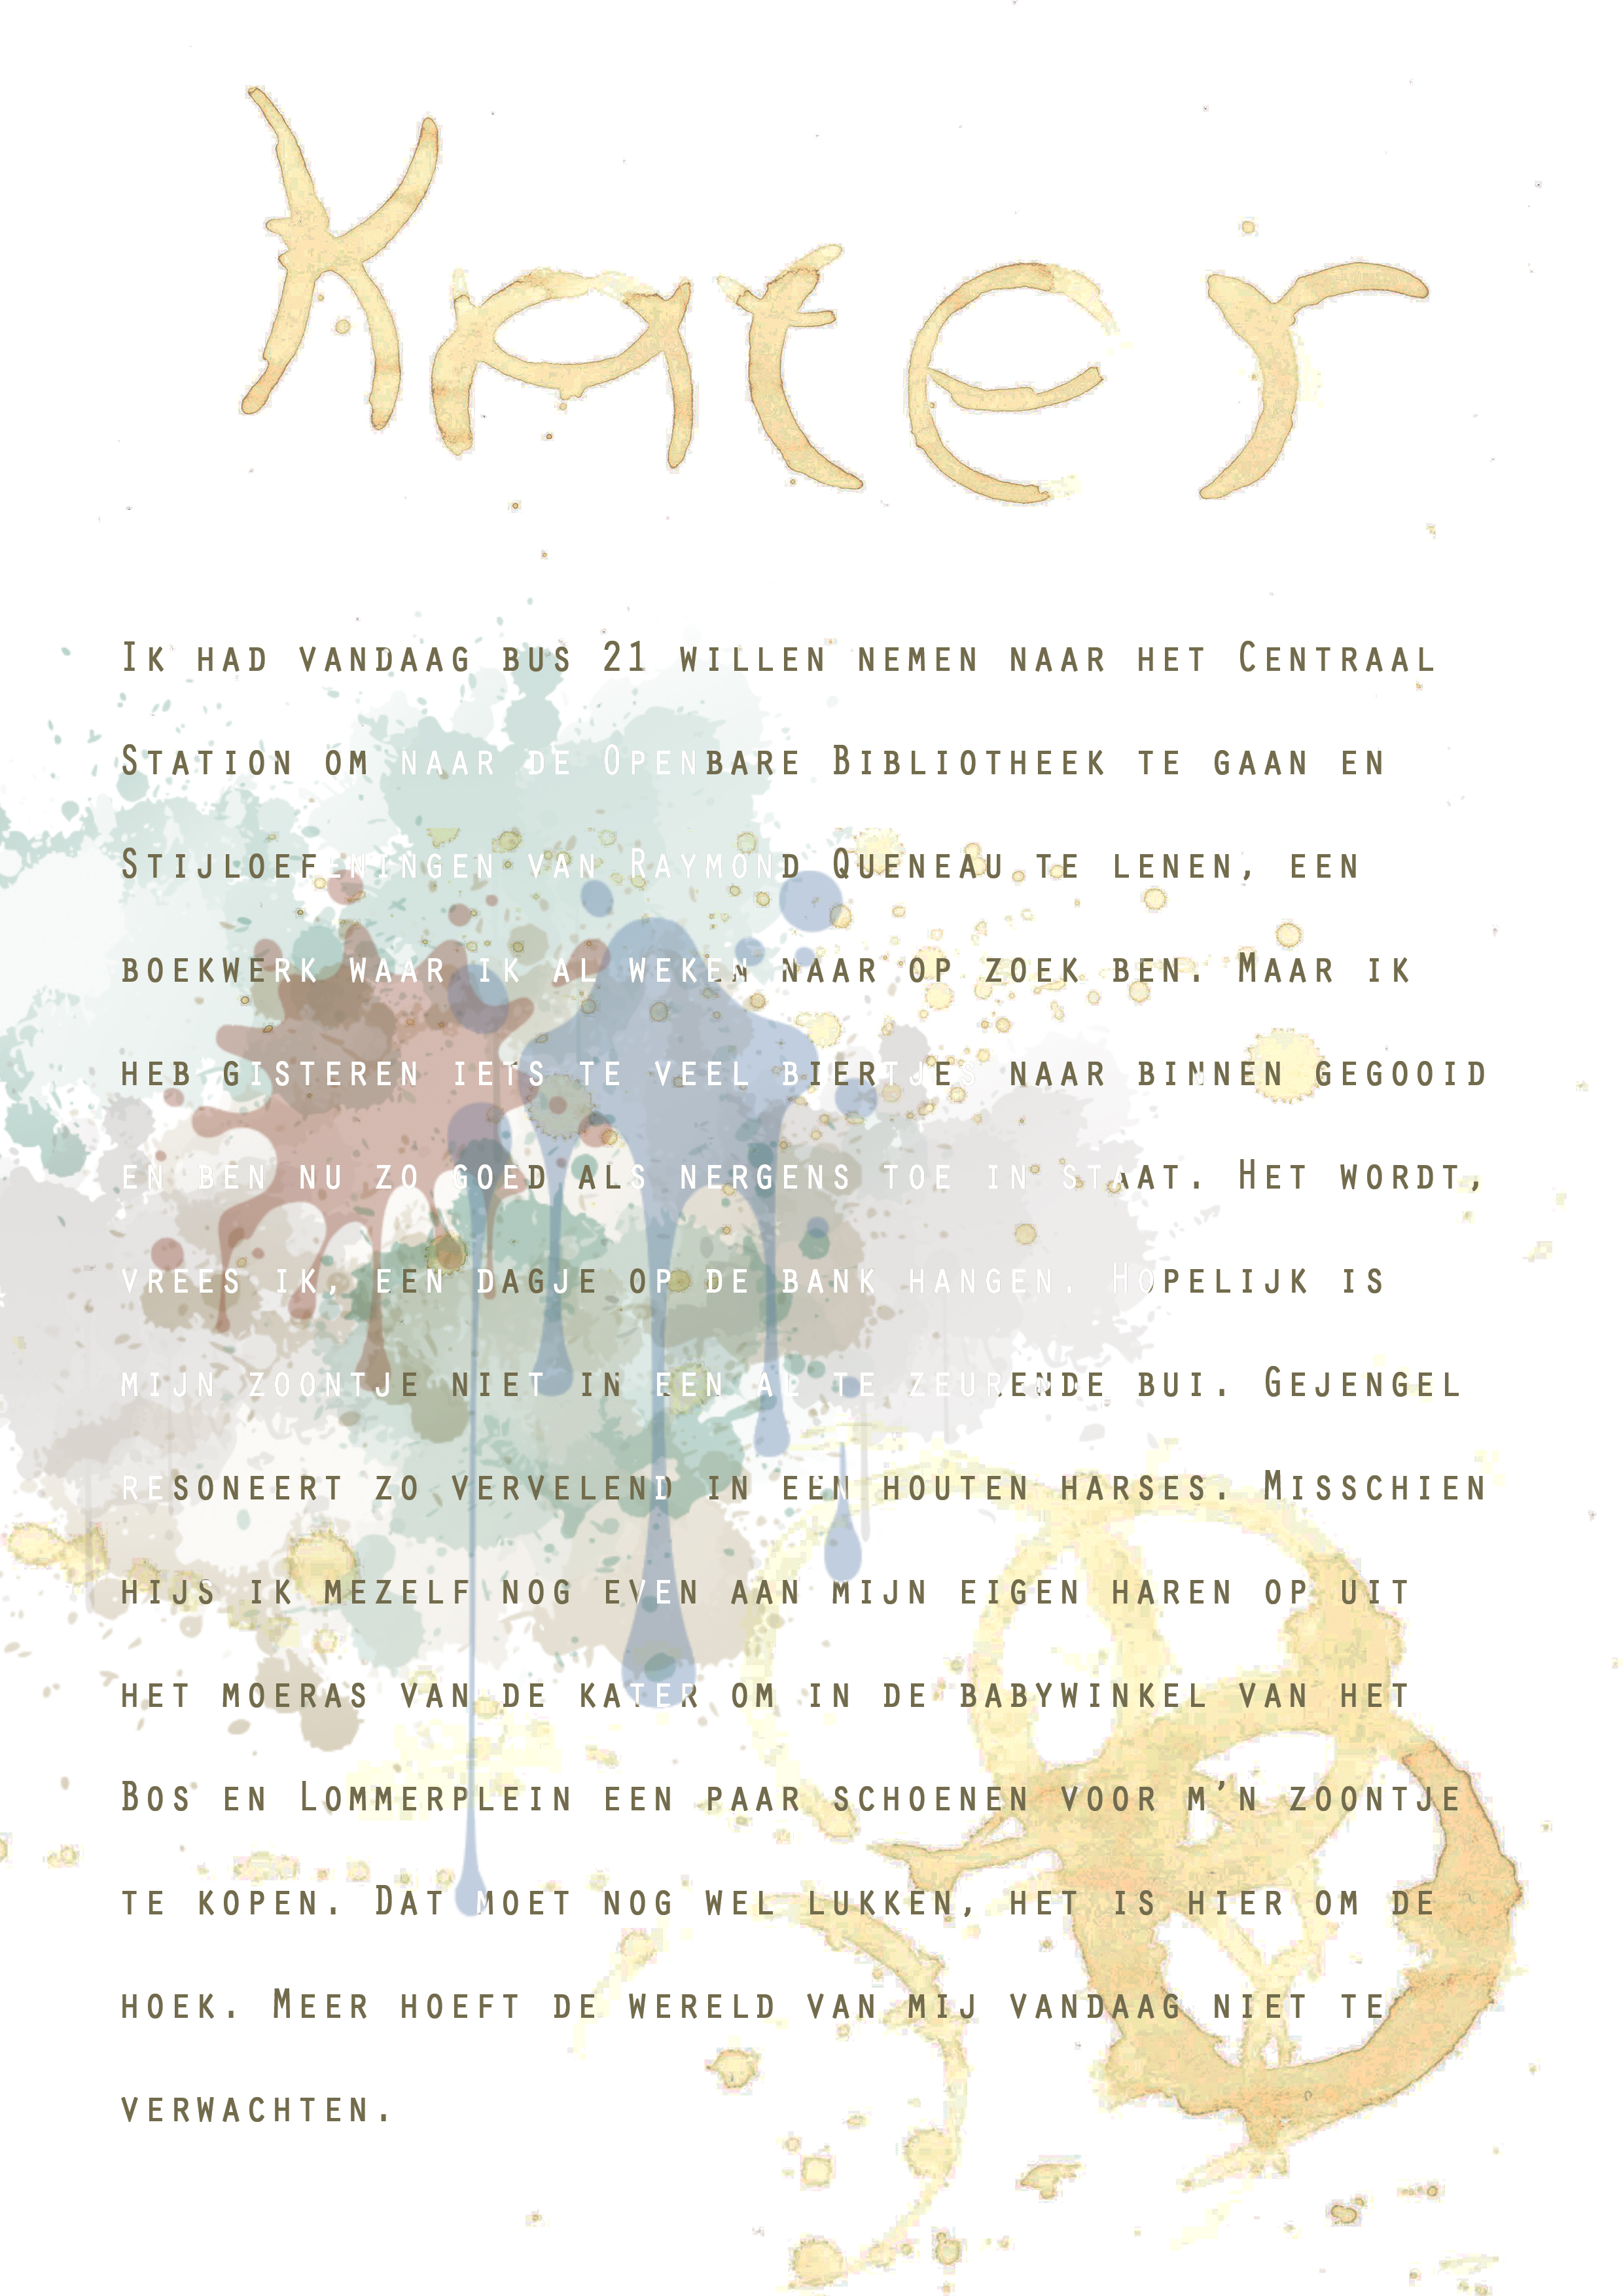 Kater
Ik had vandaag bus 21 willen nemen naar het Centraal
Station om naar de Openbare Bibliotheek te gaan en
Stijloefeningen van Raymond Queneau te lenen, een
boekwerk waar ik al weken naar op zoek ben. Maar ik
heb gisteren iets te veel biertjes naar binnen gegooid
en ben nu zo goed als nergens toe in staat. Het wordt,
vrees ik, een dagje op de bank hangen. Hopelijk is
mijn zoontje niet in een al te zeurende bui. Gejengel
resoneert zo vervelend in een houten harses. Misschien
hijs ik mezelf nog even aan mijn eigen haren op uit
het moeras van de kater om in de babywinkel van het
Bos en Lommerplein een paar schoenen voor m'n zoontje
te kopen. Dat moet nog wel lukken, het is hier om de
hoek. Meer hoeft de wereld van mij vandaag niet te
verwachten.